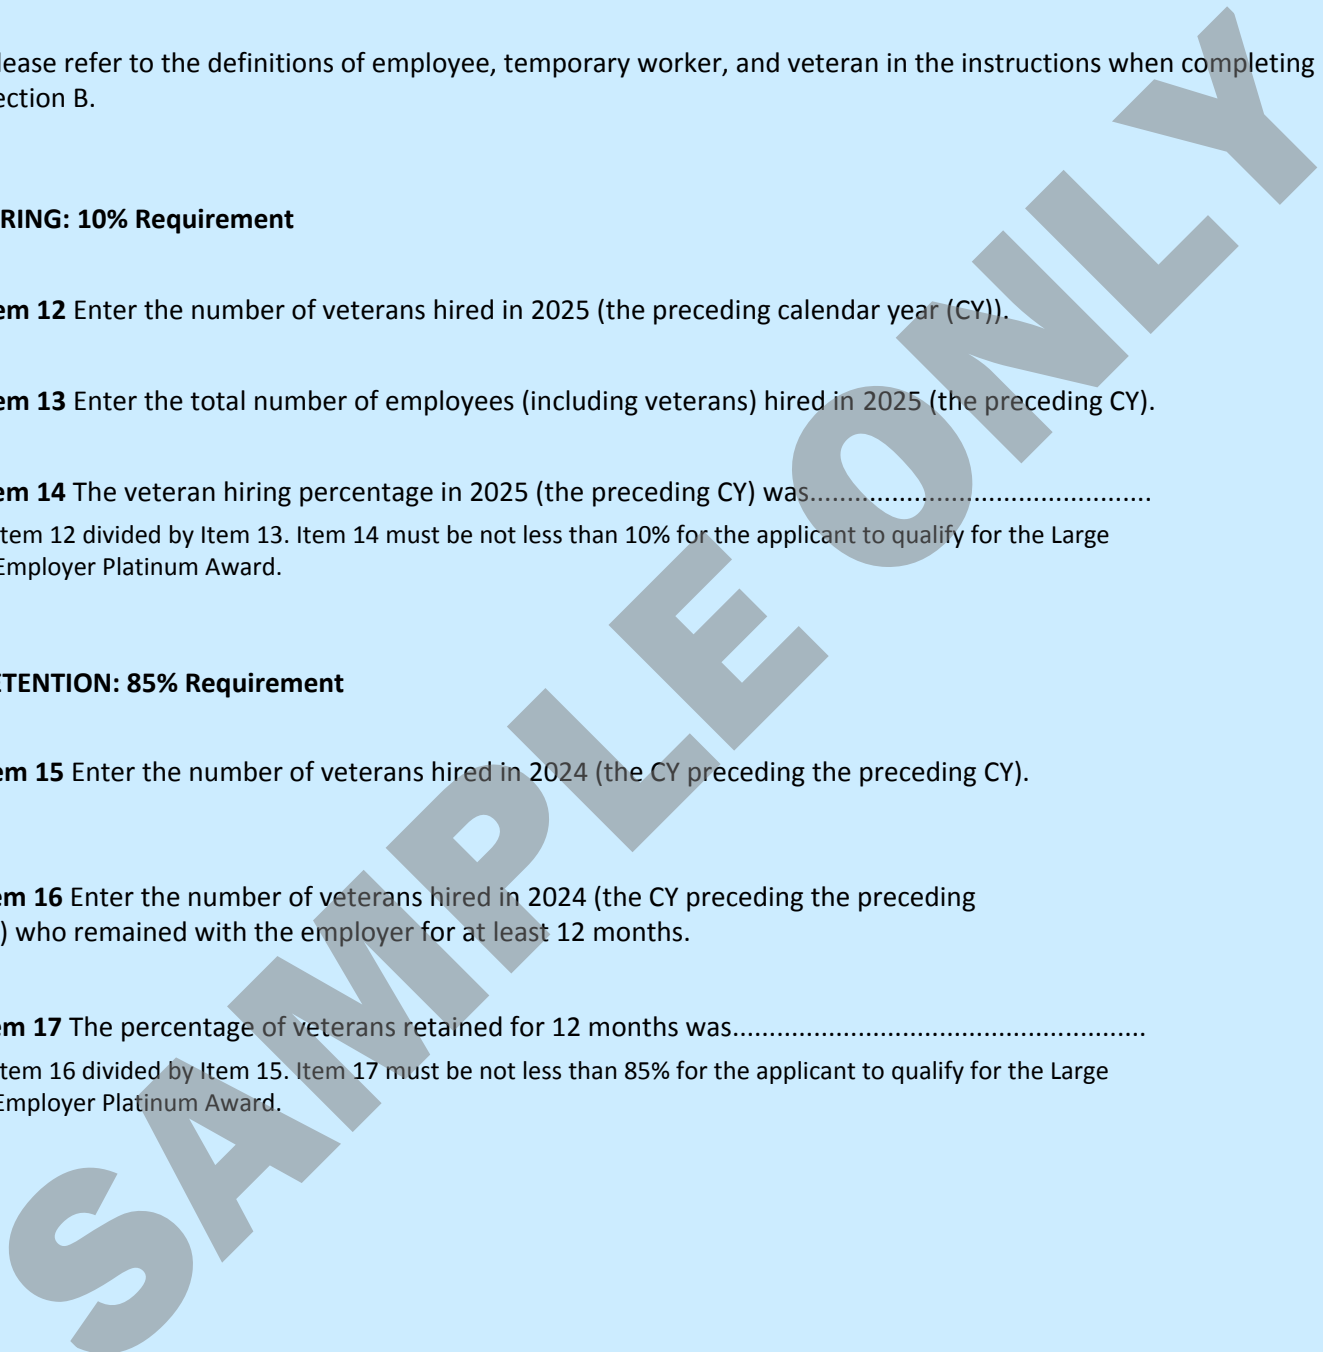 lease refer to the definitions of employee, temporary worker, and veteran in the instructions when completing
ection B.
RING: 10% Requirement
em 12 Enter the number of veterans hired in 2025 (the preceding calendar year (CY)).
em 13 Enter the total number of employees (including veterans) hired in 2025 (the preceding CY).
em 14 The veteran hiring percentage in 2025 (the preceding CY) was................................................
tem 12 divided by Item 13. Item 14 must be not less than 10% for the applicant to qualify for the Large
Employer Platinum Award.
ETENTION: 85% Requirement
em 15 Enter the number of veterans hired in 2024 (the CY preceding the preceding CY).
em 16 Enter the number of veterans hired in 2024 (the CY preceding the preceding
) who remained with the employer for at least 12 months.
em 17 The percentage of veterans retained for 12 months was..........................................................
tem 16 divided by Item 15. Item 17 must be not less than 85% for the applicant to qualify for the Large
Employer Platinum Award.
SAMPLE ONLY